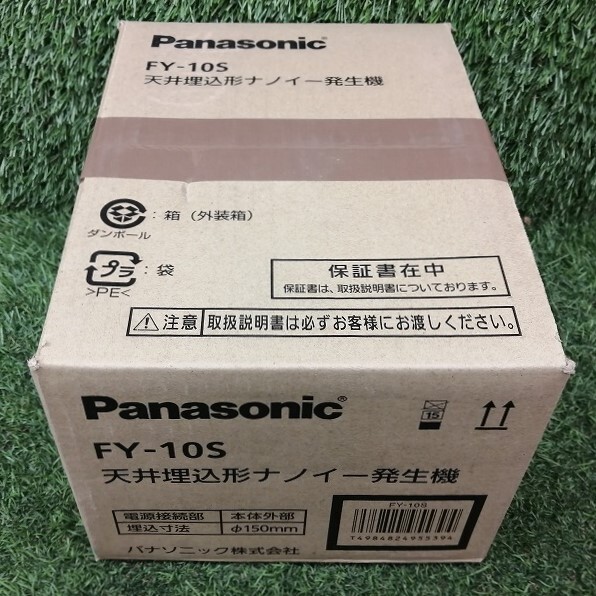 Panasonic
FY-10S
天井埋込形ナノイー発生機
ダンボール
：箱（外装箱）
プラ
：袋
>PE<
保証書在中
保証書は、取扱説明書についております。
注意 取扱説明書は必ずお客様にお渡しください。
Panasonic®
FY-10S
天井埋込形ナノイー発生機
15
電源接続部 本体外部
埋込寸法 φ150mm
パナソニック株式会社
FY-10S
T4984824955394